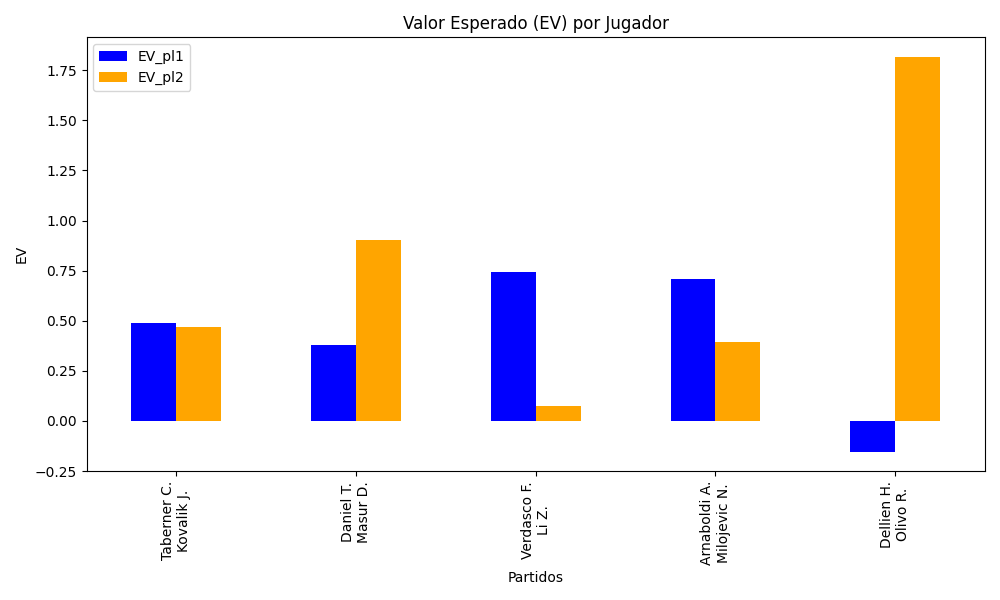 Valor Esperado (EV) por Jugador
EV_pl1
EV_pl2
1.75
1.50
1.25
1.00
0.75
0.50
0.25
0.00
−0.25
EV
Taberner C.
Kovalik J.
Daniel T.
Masur D.
Verdasco F.
Li Z.
Arnaboldi A.
Milojevic N.
Dellien H.
Olivo R.
Partidos